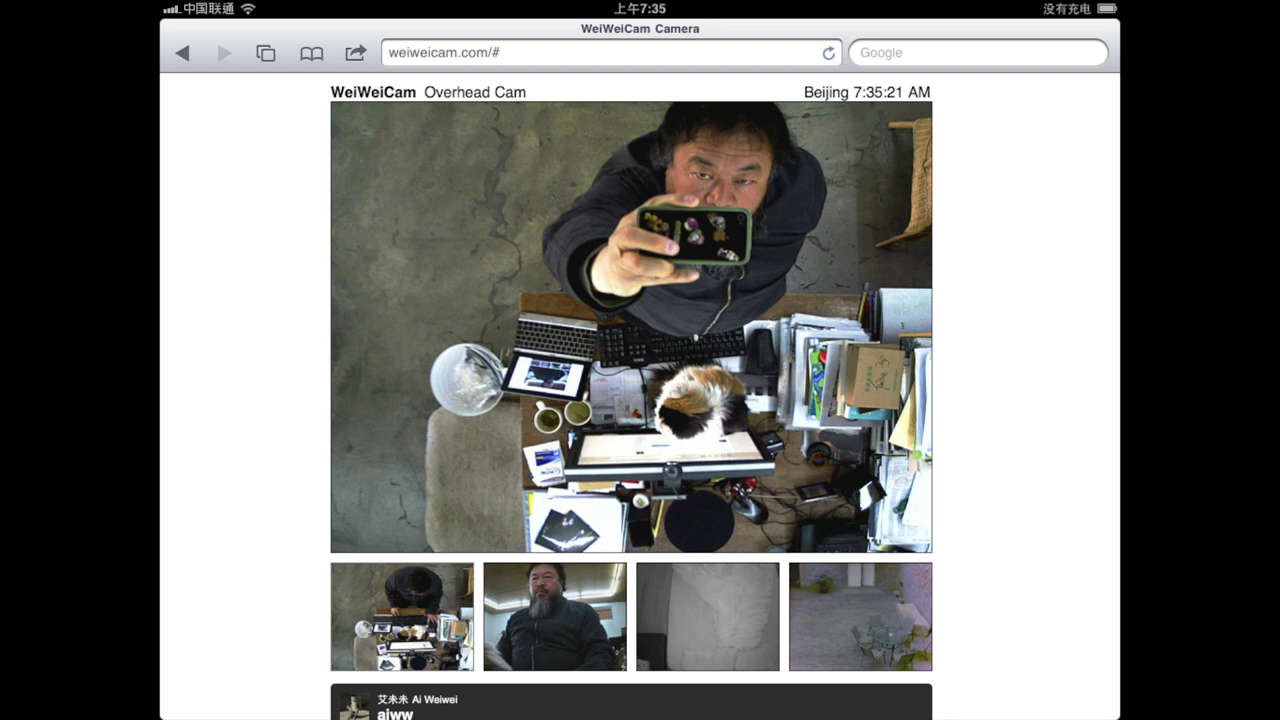 中国联通
上午7:35
没有充电
WeiWeiCam Camera
weiweicam.com/#
Google
WeiWeiCam Overhead Cam
Beijing 7:35:21 AM
艾未未 Ai Weiwei
aiww